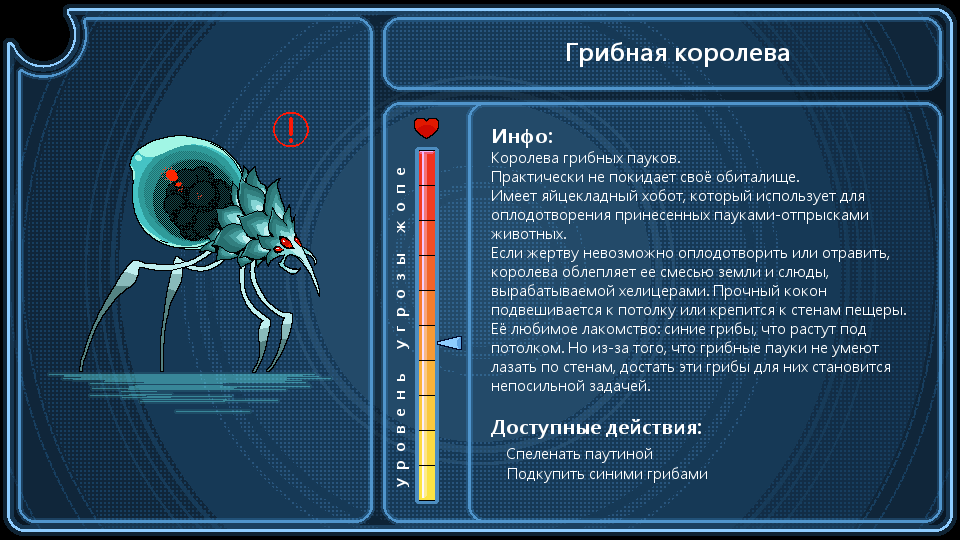 Грибная королева
уровень угрозы жопе
Инфо:
Королева грибных пауков.
Практически не покидает своё обиталище.
Имеет яйцекладный хобот, который использует для
оплодотворения принесенных пауками-отпрысками
животных.
Если жертву невозможно оплодотворить или отравить,
королева облепляет ее смесью земли и слюды,
вырабатываемой хелицерами. Прочный кокон
подвешивается к потолку или крепится к стенам пещеры.
Её любимое лакомство: синие грибы, что растут под
потолком. Но из-за того, что грибные пауки не умеют
лазать по стенам, достать эти грибы для них становится
непосильной задачей.
Доступные действия:
Спеленать паутиной
Подкупить синими грибами